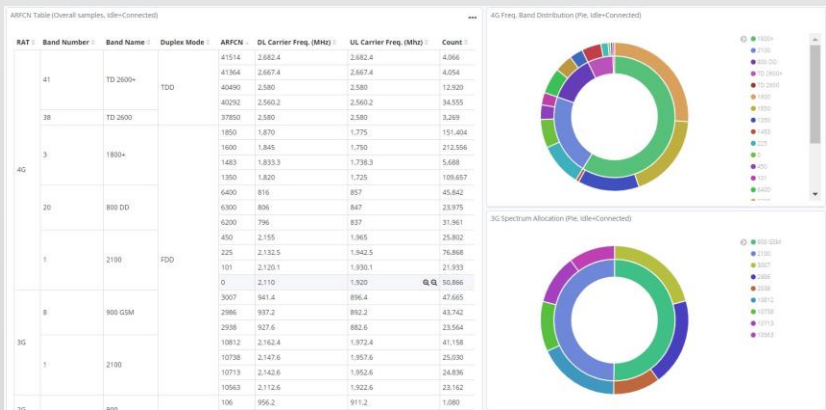 ARFCN Table (Overall samples, Idle+Connected)
RAT Band Number Band Name Duplex Mode ARFCN DL Carrier Freq. (MHz) UL Carrier Freq. (MHz) Count
4G 41 TD 2600+ TDD 41514 2,682.4 2,682.4 4,066
41364 2,667.4 2,667.4 4,054
40490 2,580 2,580 12,920
40292 2,560.2 2,560.2 34,555
38 TD 2600 37850 2,580 2,580 3,269
3 1800+ FDD 1850 1,870 1,775 151,404
1600 1,845 1,750 212,556
1483 1,833.3 1,738.3 5,688
1350 1,820 1,725 109,657
20 800 DD 6400 816 857 45,842
6300 806 847 23,975
6200 796 837 31,961
1 2100 450 2,155 1,965 25,802
225 2,132.5 1,942.5 76,868
101 2,120.1 1,930.1 21,933
0 2,110 1,920 50,866
3G 8 900 GSM 3007 941.4 896.4 47,665
2986 937.2 892.2 43,742
2938 927.6 882.6 23,564
1 2100 10812 2,162.4 1,972.4 41,158
10738 2,147.6 1,957.6 25,030
10713 2,142.6 1,952.6 24,836
10563 2,112.6 1,922.6 23,162
2G 900 106 956.2 911.2 1,080
4G Freq. Band Distribution (Pie, Idle+Connected)
1800+
2100
800 DD
TD 2600+
TD 2600
1600
1850
1350
1483
225
0
450
101
6400
3G Spectrum Allocation (Pie, Idle+Connected)
900 GSM
2100
3007
2986
2938
10812
10738
10713
10563